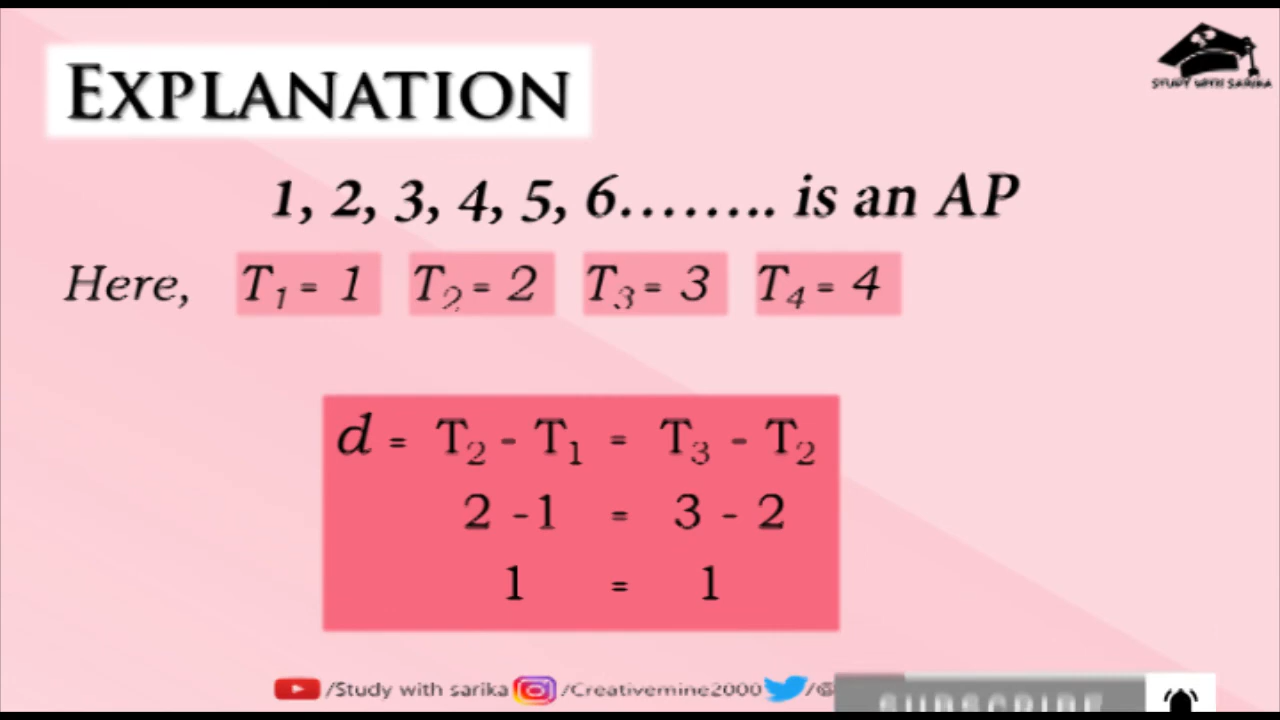 EXPLANATION
STUDY WITH SARIKA
1, 2, 3, 4, 5, 6........ is an AP
Here, T₁ = 1 T₂ = 2 T₃ = 3 T₄ = 4
d = T₂ - T₁ = T₃ - T₂
2 - 1 = 3 - 2
1 = 1
/Study with sarika /Creativemine2000 /@ SUBSCRIBE